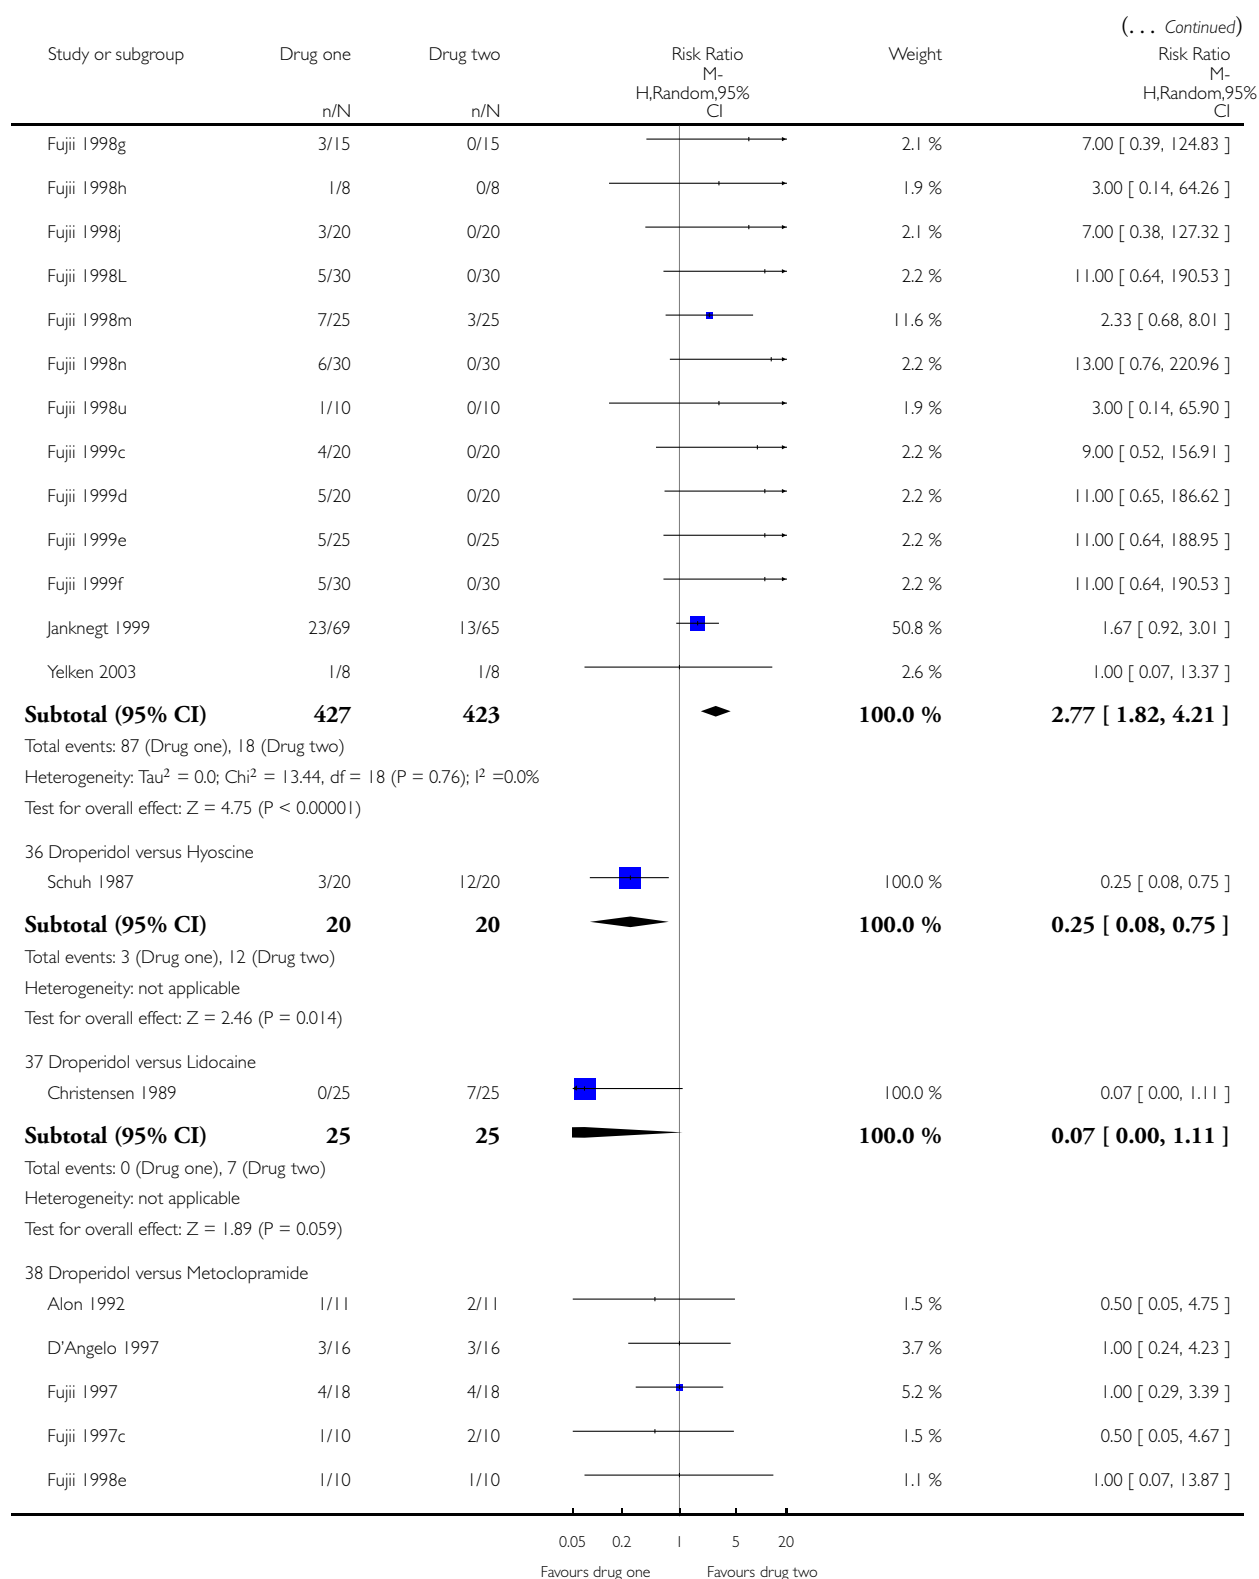 (... Continued)
Study or subgroup Drug one Drug two Risk Ratio Weight Risk Ratio
M- M-
H,Random,95% H,Random,95%
n/N n/N CI CI
Fujii 1998g 3/15 0/15 2.1 % 7.00 [ 0.39, 124.83 ]
Fujii 1998h 1/8 0/8 1.9 % 3.00 [ 0.14, 64.26 ]
Fujii 1998j 3/20 0/20 2.1 % 7.00 [ 0.38, 127.32 ]
Fujii 1998L 5/30 0/30 2.2 % 11.00 [ 0.64, 190.53 ]
Fujii 1998m 7/25 3/25 11.6 % 2.33 [ 0.68, 8.01 ]
Fujii 1998n 6/30 0/30 2.2 % 13.00 [ 0.76, 220.96 ]
Fujii 1998u 1/10 0/10 1.9 % 3.00 [ 0.14, 65.90 ]
Fujii 1999c 4/20 0/20 2.2 % 9.00 [ 0.52, 156.91 ]
Fujii 1999d 5/20 0/20 2.2 % 11.00 [ 0.65, 186.62 ]
Fujii 1999e 5/25 0/25 2.2 % 11.00 [ 0.64, 188.95 ]
Fujii 1999f 5/30 0/30 2.2 % 11.00 [ 0.64, 190.53 ]
Janknegt 1999 23/69 13/65 50.8 % 1.67 [ 0.92, 3.01 ]
Yelken 2003 1/8 1/8 2.6 % 1.00 [ 0.07, 13.37 ]
Subtotal (95% CI) 427 423 100.0 % 2.77 [ 1.82, 4.21 ]
Total events: 87 (Drug one), 18 (Drug two)
Heterogeneity: Tau² = 0.0; Chi² = 13.44, df = 18 (P = 0.76); I² =0.0%
Test for overall effect: Z = 4.75 (P < 0.00001)
36 Droperidol versus Hyoscine
Schuh 1987 3/20 12/20 100.0 % 0.25 [ 0.08, 0.75 ]
Subtotal (95% CI) 20 20 100.0 % 0.25 [ 0.08, 0.75 ]
Total events: 3 (Drug one), 12 (Drug two)
Heterogeneity: not applicable
Test for overall effect: Z = 2.46 (P = 0.014)
37 Droperidol versus Lidocaine
Christensen 1989 0/25 7/25 100.0 % 0.07 [ 0.00, 1.11 ]
Subtotal (95% CI) 25 25 100.0 % 0.07 [ 0.00, 1.11 ]
Total events: 0 (Drug one), 7 (Drug two)
Heterogeneity: not applicable
Test for overall effect: Z = 1.89 (P = 0.059)
38 Droperidol versus Metoclopramide
Alon 1992 1/11 2/11 1.5 % 0.50 [ 0.05, 4.75 ]
D'Angelo 1997 3/16 3/16 3.7 % 1.00 [ 0.24, 4.23 ]
Fujii 1997 4/18 4/18 5.2 % 1.00 [ 0.29, 3.39 ]
Fujii 1997c 1/10 2/10 1.5 % 0.50 [ 0.05, 4.67 ]
Fujii 1998e 1/10 1/10 1.1 % 1.00 [ 0.07, 13.87 ]
0.05 0.2 1 5 20
Favours drug one Favours drug two